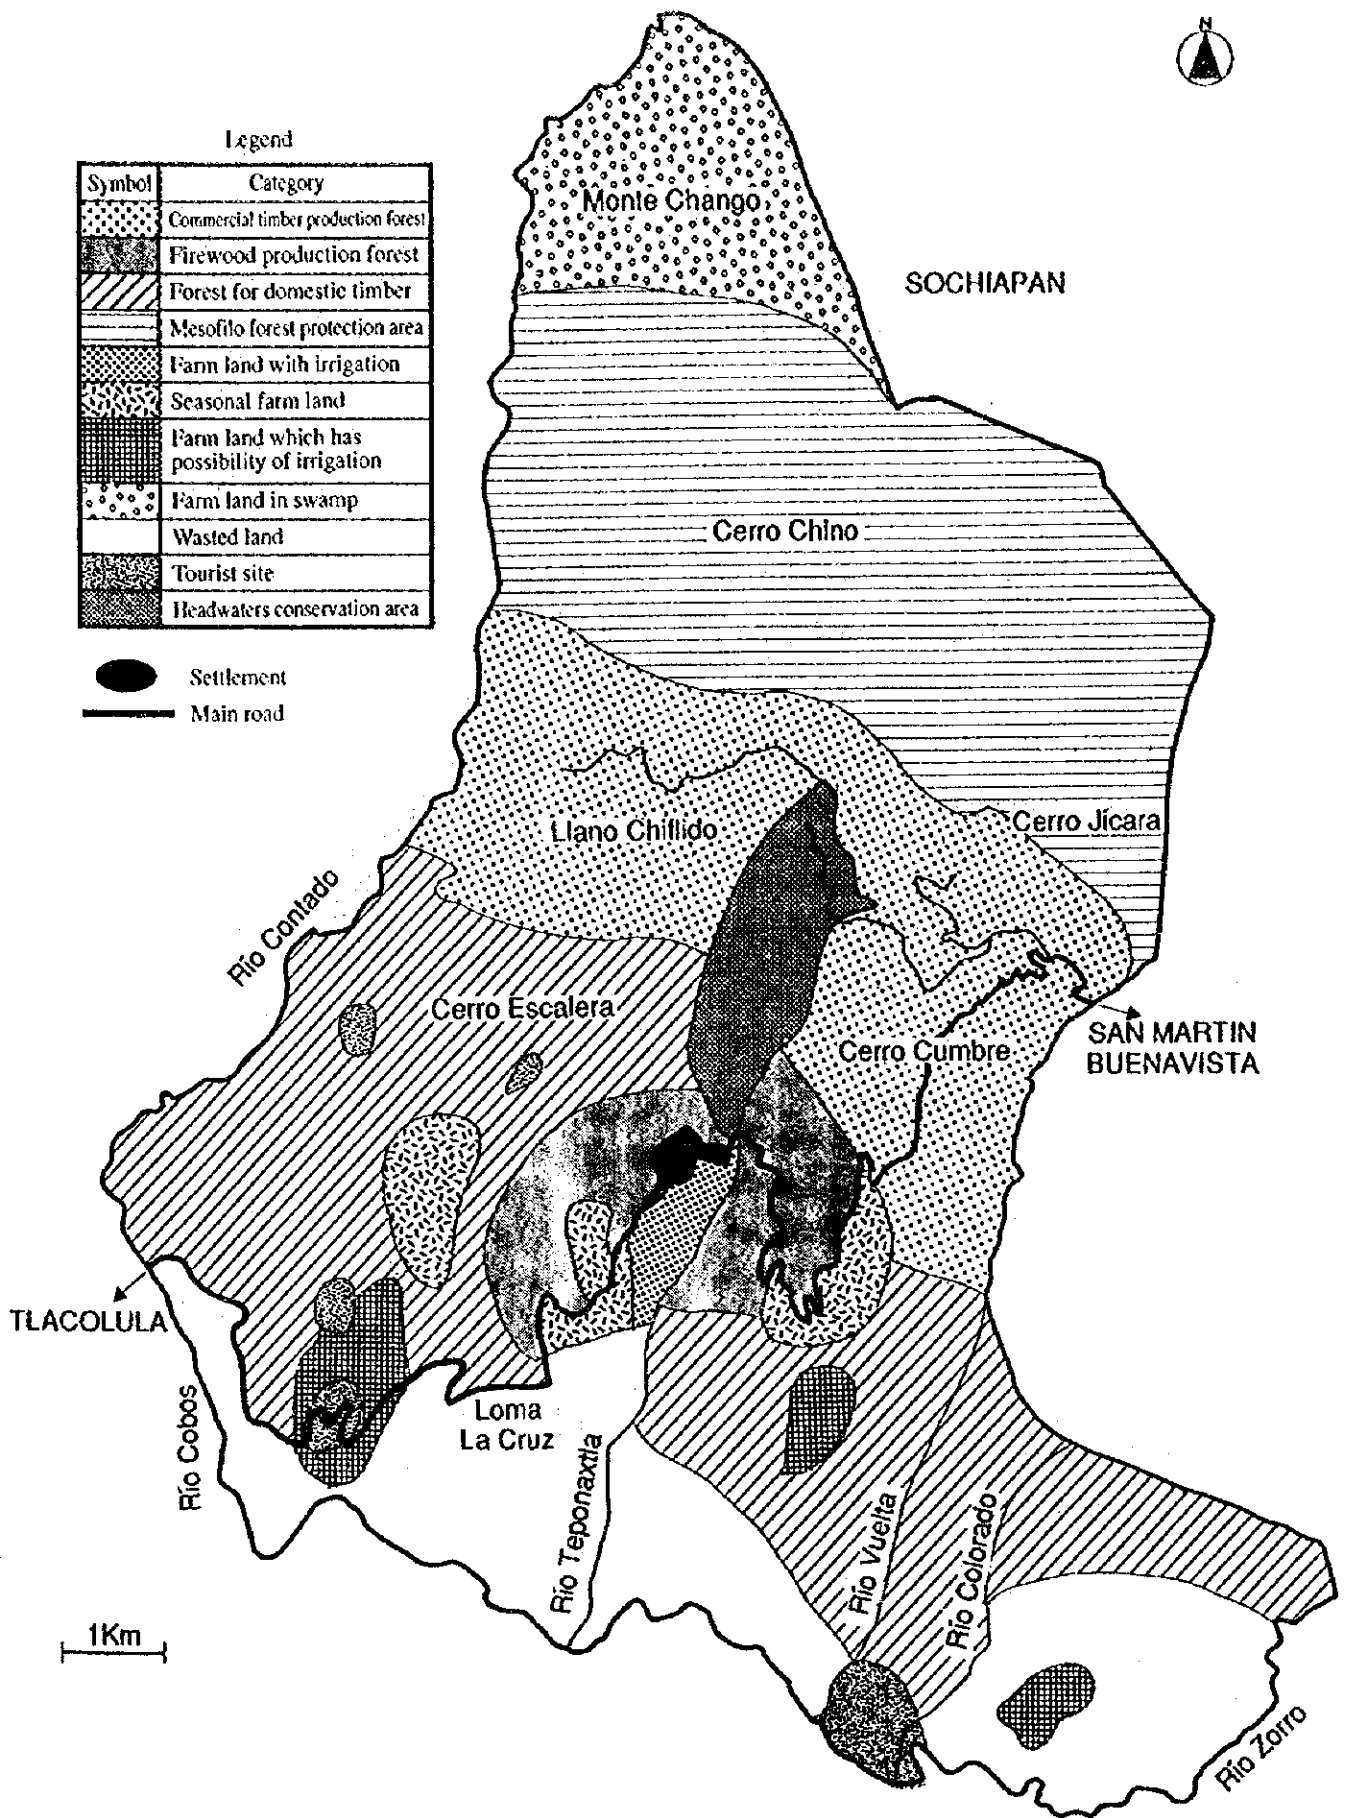 N
Legend
Symbol Category
Commercial timber production forest
Firewood production forest
Forest for domestic timber
Mesofilo forest protection area
Farm land with irrigation
Seasonal farm land
Farm land which has
possibility of irrigation
Farm land in swamp
Wasted land
Tourist site
Headwaters conservation area
Settlement
Main road
Monte Chango
SOCHIAPAN
Cerro Chino
Llano Chiflido
Cerro Jícara
Río Contado
Cerro Escalera
Cerro Cumbre
SAN MARTIN
BUENAVISTA
TLACOLULA
Río Cobos
Loma
La Cruz
Río Teponaxtla
Río Vuelta
Río Colorado
1Km
Río Zorro